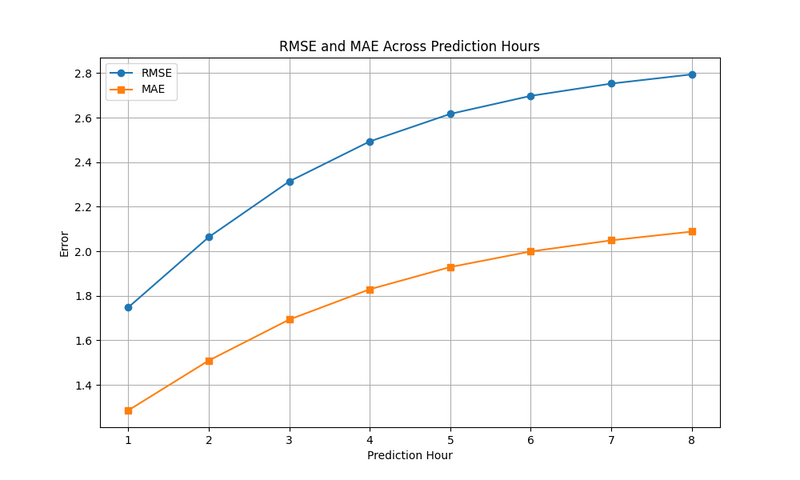 RMSE and MAE Across Prediction Hours
RMSE
MAE
Error
2.8
2.6
2.4
2.2
2.0
1.8
1.6
1.4
1 2 3 4 5 6 7 8
Prediction Hour